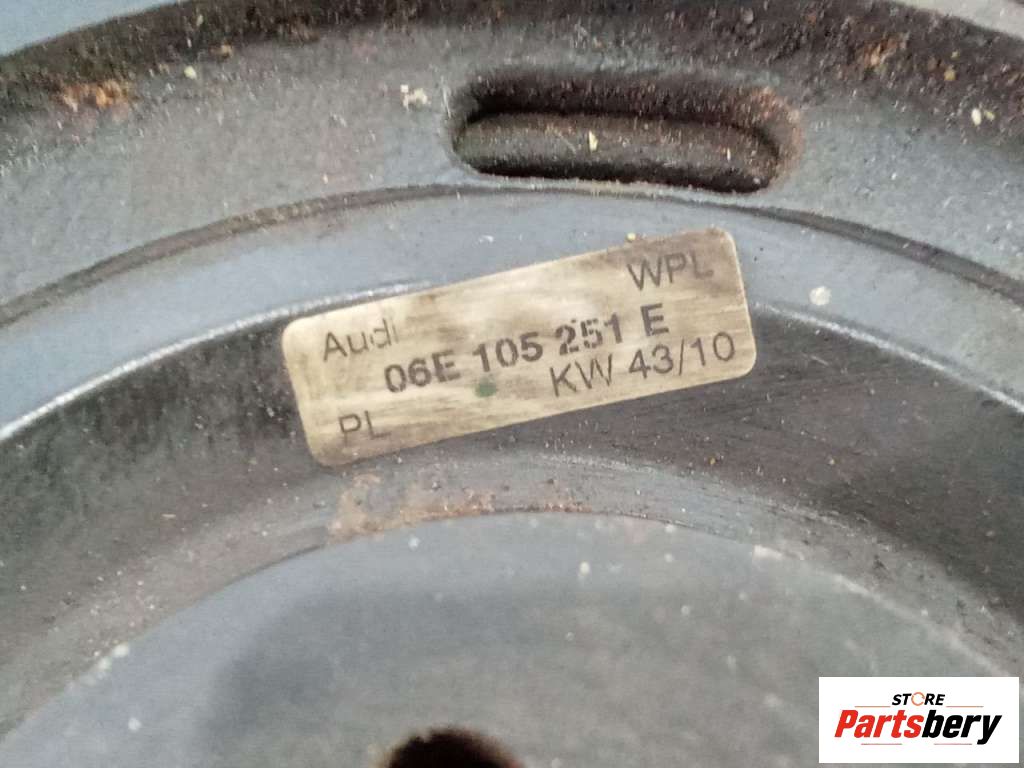 Audi WPL
06E 105 251 E
PL KW 43/10
STORE
Partsbery